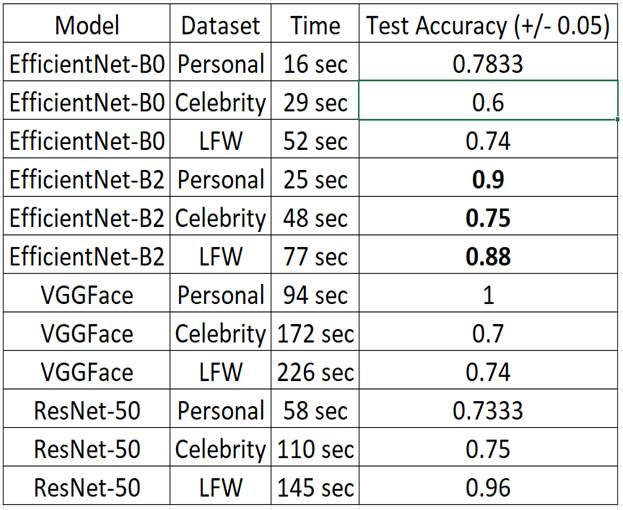 Model Dataset Time Test Accuracy (+/- 0.05)
EfficientNet-B0 Personal 16 sec 0.7833
EfficientNet-B0 Celebrity 29 sec 0.6
EfficientNet-B0 LFW 52 sec 0.74
EfficientNet-B2 Personal 25 sec 0.9
EfficientNet-B2 Celebrity 48 sec 0.75
EfficientNet-B2 LFW 77 sec 0.88
VGGFace Personal 94 sec 1
VGGFace Celebrity 172 sec 0.7
VGGFace LFW 226 sec 0.74
ResNet-50 Personal 58 sec 0.7333
ResNet-50 Celebrity 110 sec 0.75
ResNet-50 LFW 145 sec 0.96